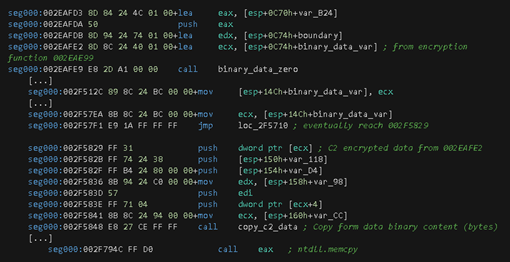 seg000:002EAFD3 8D 84 24 4C 01 00+lea     eax, [esp+0C70h+var_B24]
seg000:002EAFDA 50                push    eax
seg000:002EAFDB 8D 94 24 74 01 00+lea     edx, [esp+0C74h+boundary]
seg000:002EAFE2 8D 8C 24 40 01 00+lea     ecx, [esp+0C74h+binary_data_var] ; from encryption
function 002EAE99
seg000:002EAFE9 E8 2D A1 00 00    call    binary_data_zero
[...]
seg000:002F512C 89 8C 24 BC 00 00+mov     [esp+14Ch+binary_data_var], ecx
[...]
seg000:002F57EA 8B 8C 24 BC 00 00+mov     ecx, [esp+14Ch+binary_data_var]
seg000:002F57F1 E9 1A FF FF FF    jmp     loc_2F5710 ; eventually reach 002F5829
seg000:002F5829 FF 31             push    dword ptr [ecx] ; C2 encrypted data from 002EAFE2
seg000:002F582B FF 74 24 38       push    [esp+150h+var_118]
seg000:002F582F FF B4 24 80 00 00+push    [esp+154h+var_D4]
seg000:002F5836 8B 94 24 C0 00 00+mov     edx, [esp+158h+var_98]
seg000:002F583D 57                push    edi
seg000:002F583E FF 71 04          push    dword ptr [ecx+4]
seg000:002F5841 8B 8C 24 94 00 00+mov     ecx, [esp+160h+var_CC]
seg000:002F5848 E8 27 CE FF FF    call    copy_c2_data ; Copy form data binary content (bytes)
[...]
seg000:002F794C FF D0             call    eax ; ntdll.memcpy